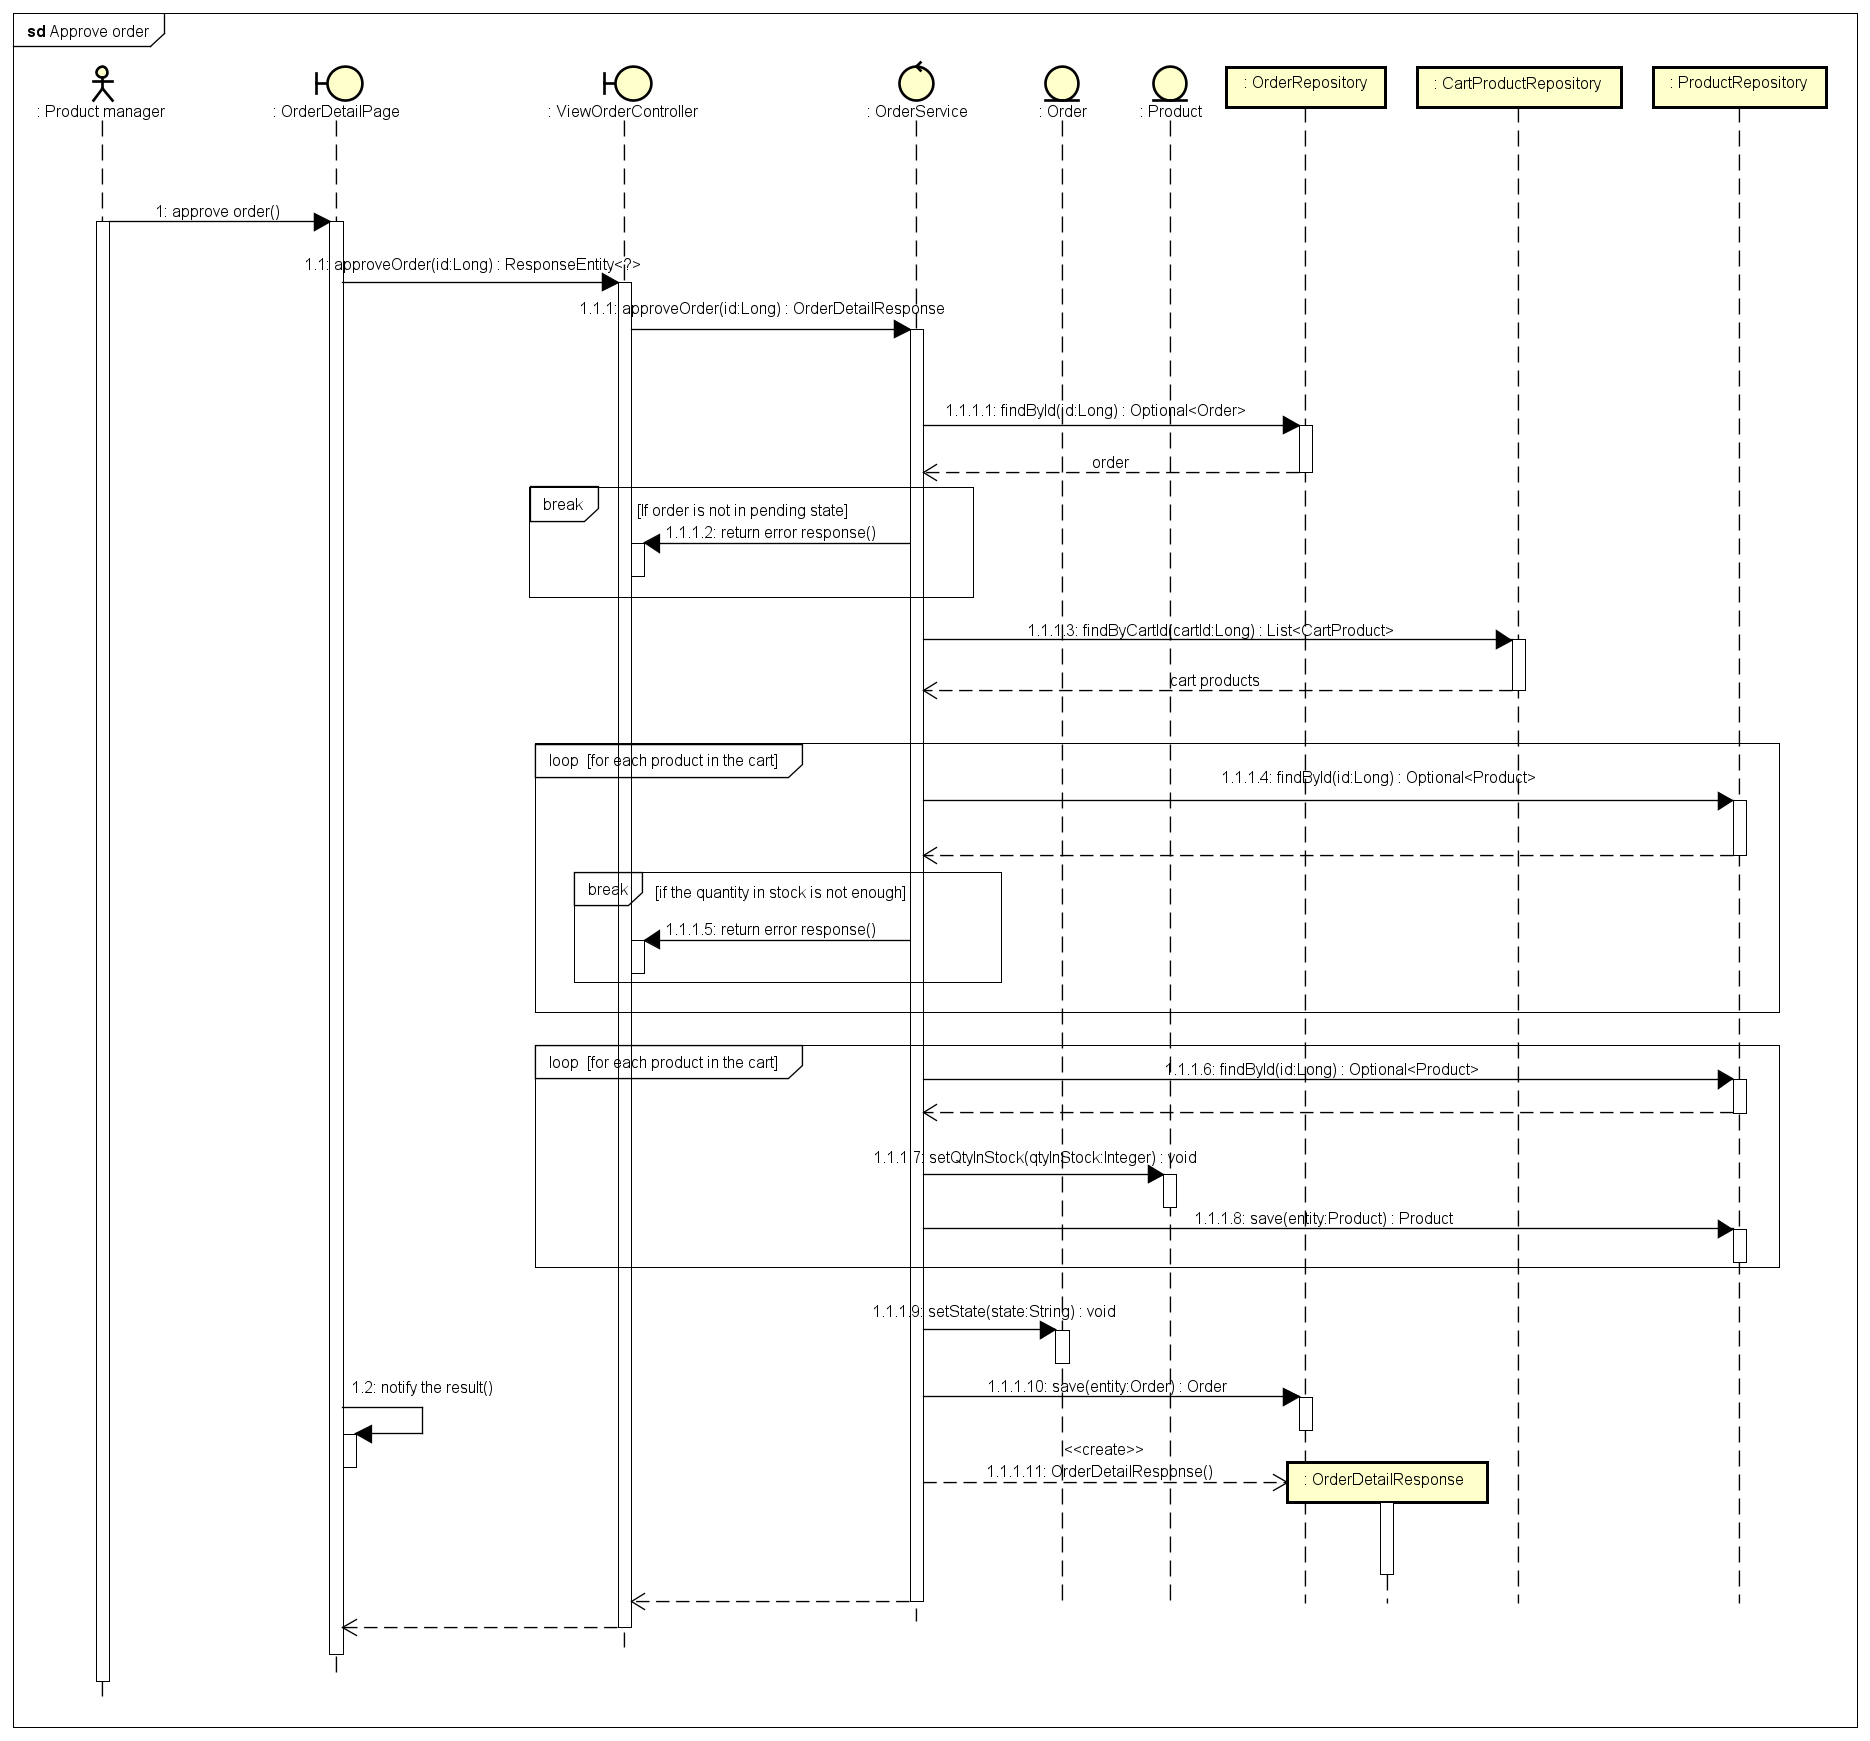 sd Approve order
: Product manager
: OrderDetailPage
: ViewOrderController
: OrderService
: Order
: Product
: OrderRepository
: CartProductRepository
: ProductRepository
1: approve order()
1.1: approveOrder(id:Long) : ResponseEntity<?>
1.1.1: approveOrder(id:Long) : OrderDetailResponse
1.1.1.1: findById(id:Long) : Optional<Order>
order
break
[If order is not in pending state]
1.1.1.2: return error response()
1.1.1.3: findByCartId(cartId:Long) : List<CartProduct>
cart products
loop [for each product in the cart]
1.1.1.4: findById(id:Long) : Optional<Product>
break
[if the quantity in stock is not enough]
1.1.1.5: return error response()
loop [for each product in the cart]
1.1.1.6: findById(id:Long) : Optional<Product>
1.1.1.7: setQtyInStock(qtyInStock:Integer) : void
1.1.1.8: save(entity:Product) : Product
1.1.1.9: setState(state:String) : void
1.2: notify the result()
1.1.1.10: save(entity:Order) : Order
<<create>>
1.1.1.11: OrderDetailResponse()
: OrderDetailResponse